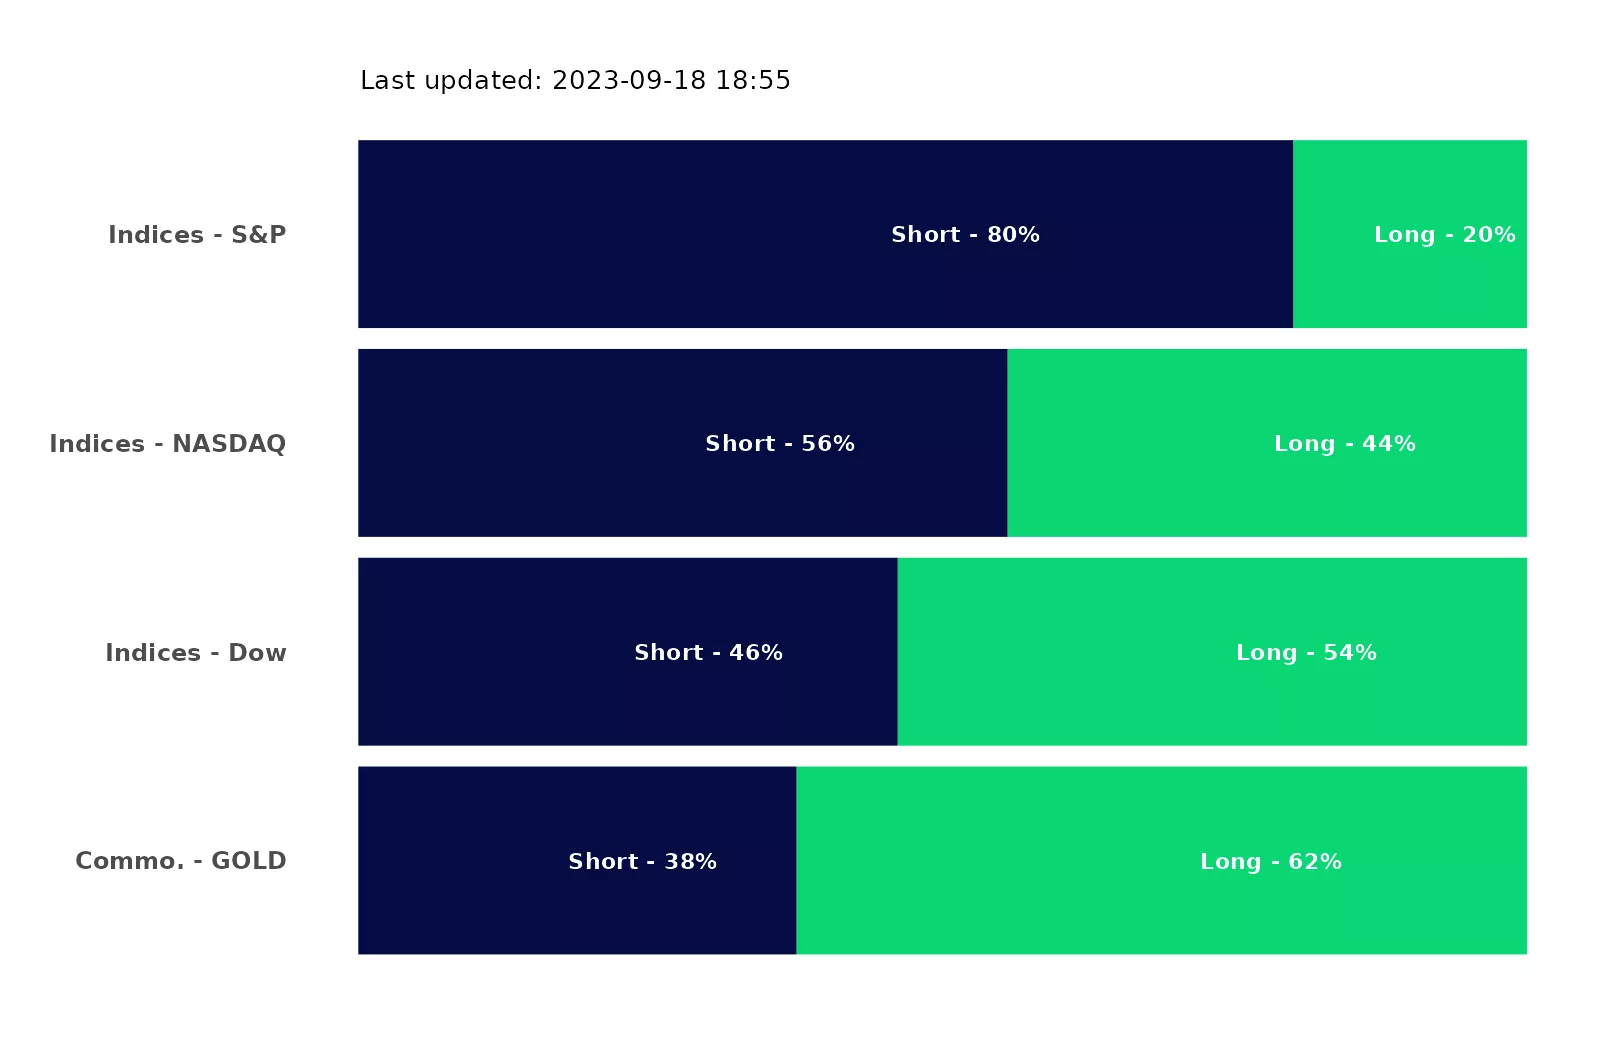 Last updated: 2023-09-18 18:55
Indices - S&P
Short - 80%
Long - 20%
Indices - NASDAQ
Short - 56%
Long - 44%
Indices - Dow
Short - 46%
Long - 54%
Commo. - GOLD
Short - 38%
Long - 62%